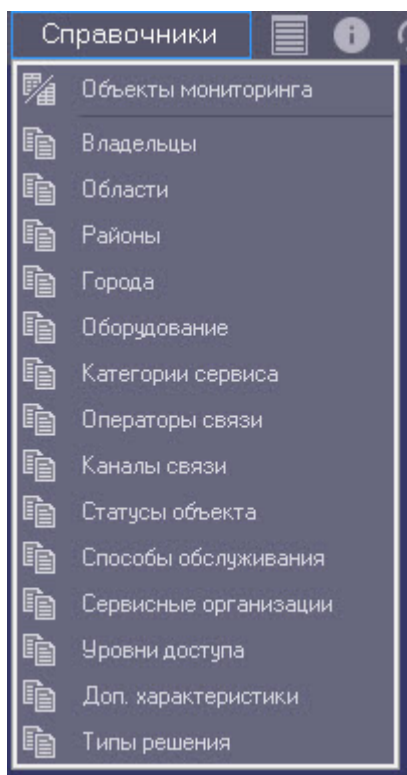 Справочники
Объекты мониторинга
Владельцы
Области
Районы
Города
Оборудование
Категории сервиса
Операторы связи
Каналы связи
Статусы объекта
Способы обслуживания
Сервисные организации
Уровни доступа
Доп. характеристики
Типы решения